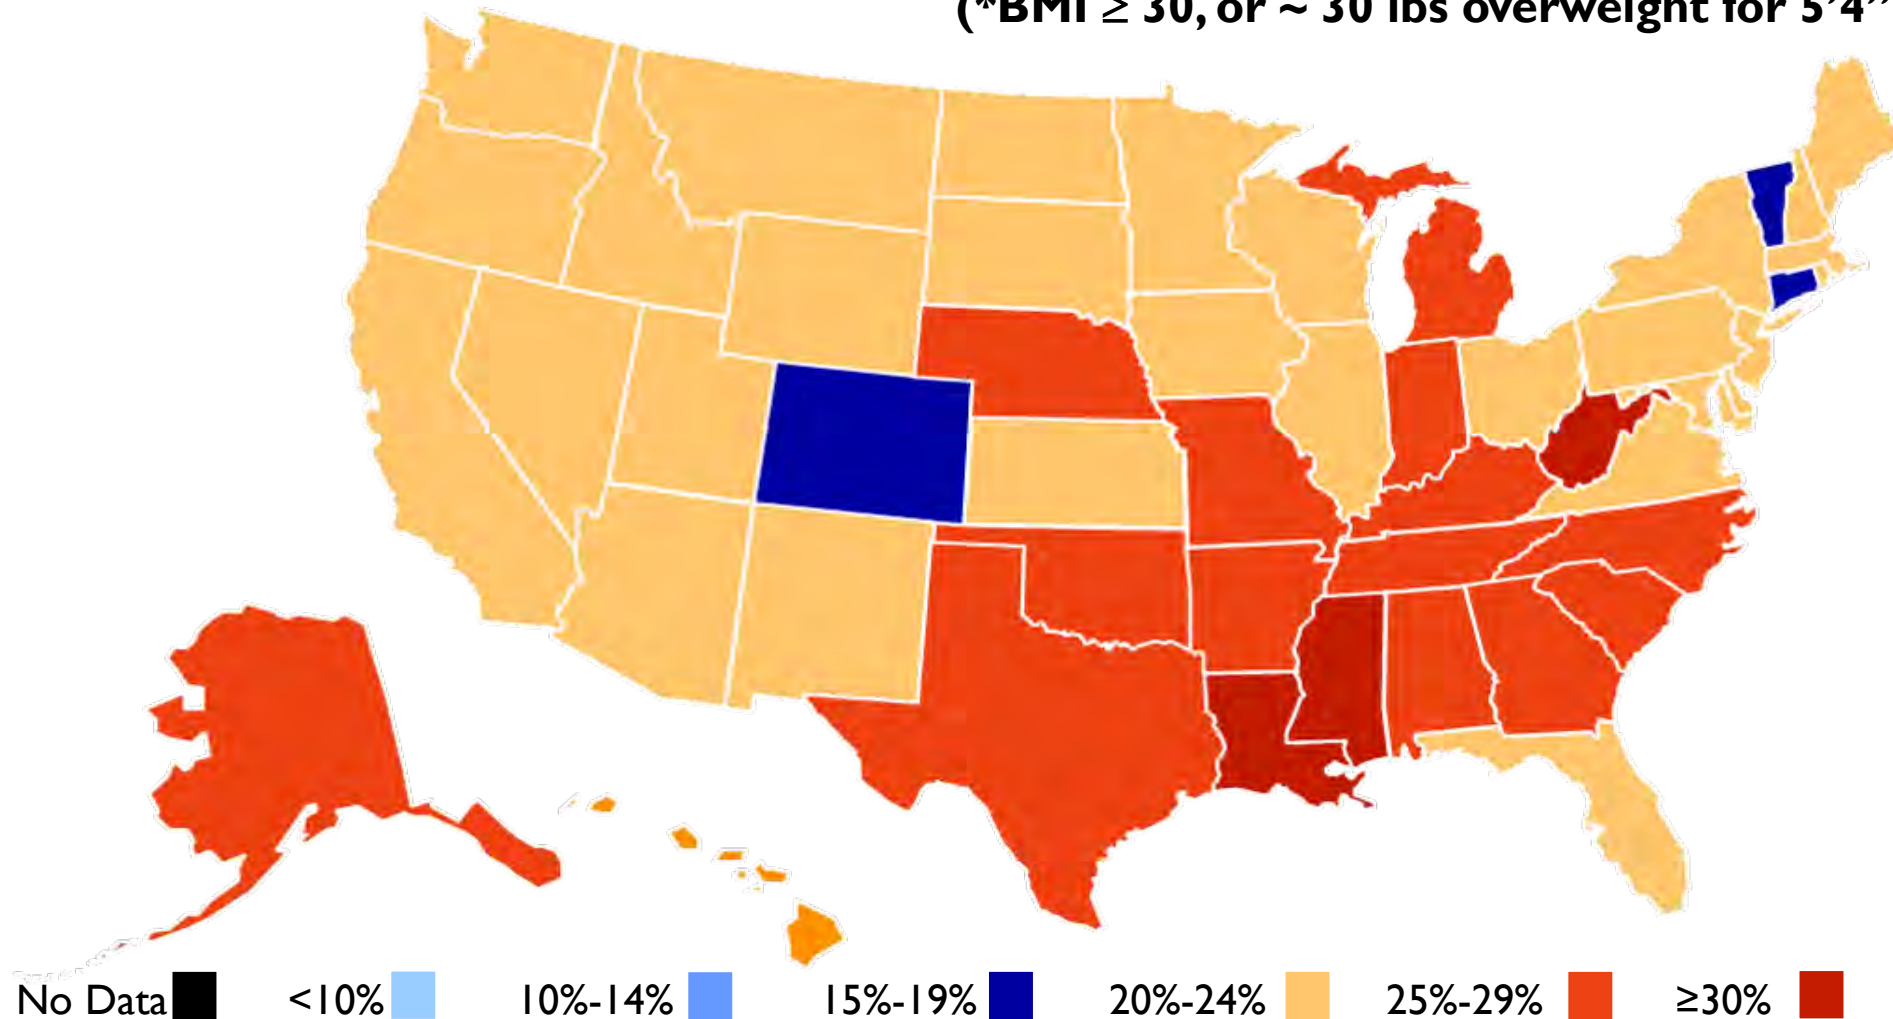 (*BMI ≥ 30, or ~ 30 lbs overweight for 5’4”
No Data <10% 10%-14% 15%-19% 20%-24% 25%-29% ≥30%